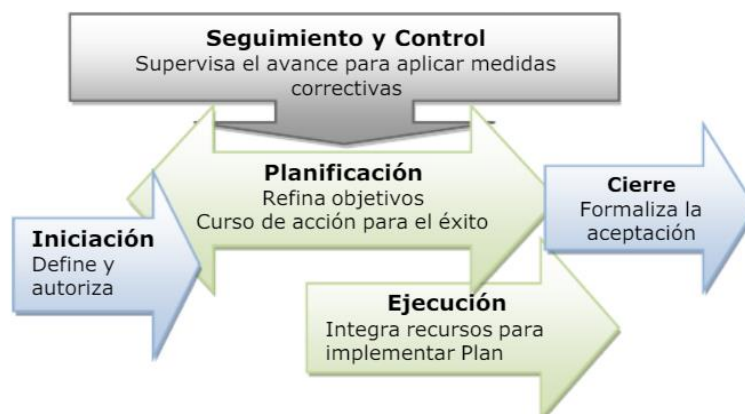 Seguimiento y Control
Supervisa el avance para aplicar medidas
correctivas
Planificación
Refina objetivos
Curso de acción para el éxito
Iniciación
Define y
autoriza
Cierre
Formaliza la
aceptación
Ejecución
Integra recursos para
implementar Plan